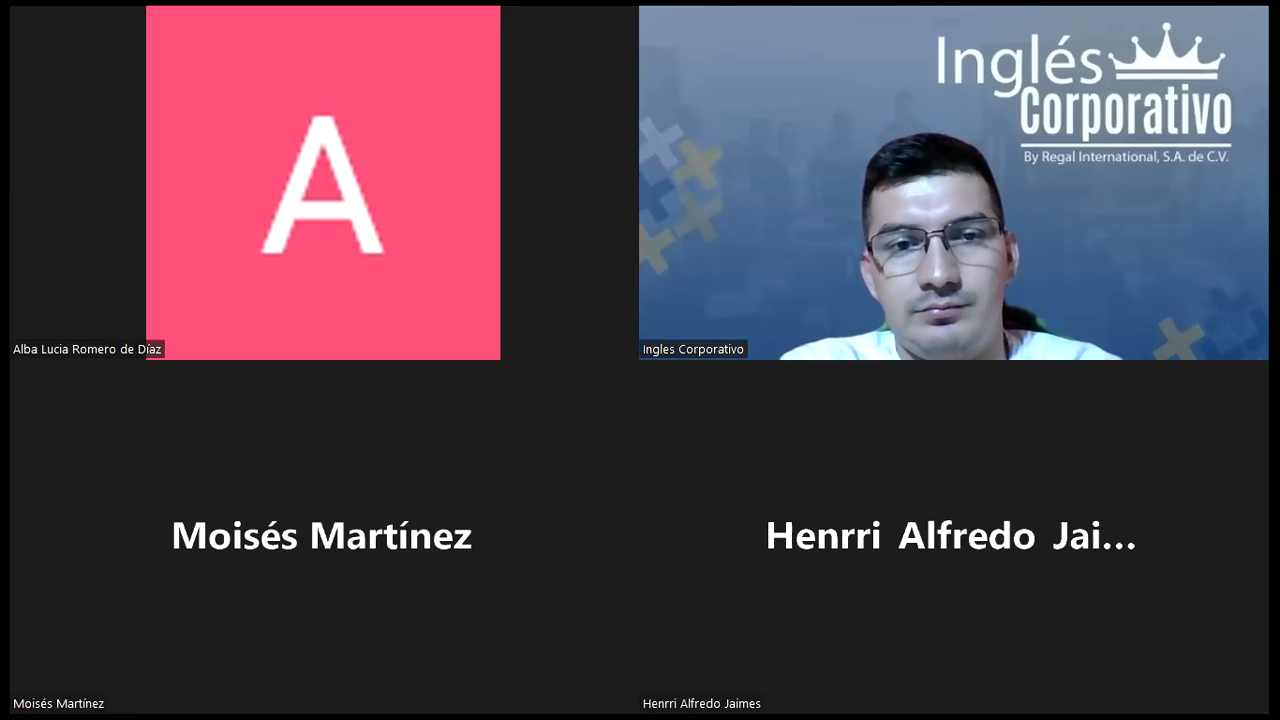 A
Alba Lucia Romero de Díaz
Inglés
Corporativo
By Regal International, S.A. de C.V.
Ingles Corporativo
Moisés Martínez
Moisés Martínez
Henrri Alfredo Jai...
Henrri Alfredo Jaimes